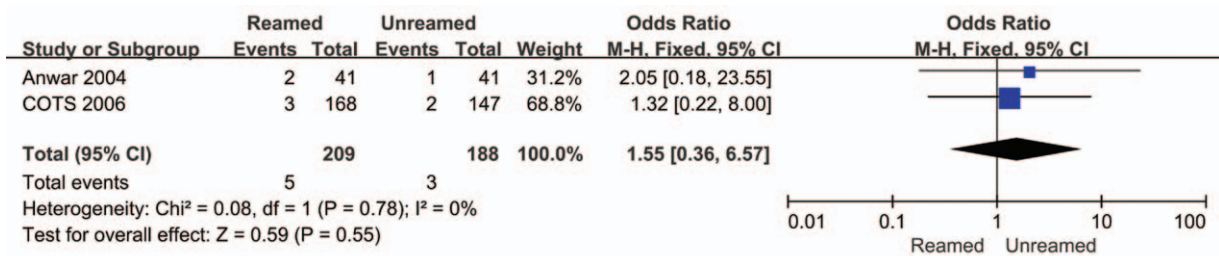 Reamed Unreamed Odds Ratio Odds Ratio
Study or Subgroup Events Total Events Total Weight M-H, Fixed, 95% CI M-H, Fixed, 95% CI
Anwar 2004 2 41 1 41 31.2% 2.05 [0.18, 23.55]
COTS 2006 3 168 2 147 68.8% 1.32 [0.22, 8.00]
Total (95% CI) 209 188 100.0% 1.55 [0.36, 6.57]
Total events 5 3
Heterogeneity: Chi² = 0.08, df = 1 (P = 0.78); I² = 0%
Test for overall effect: Z = 0.59 (P = 0.55)
0.01 0.1 1 10 100
Reamed Unreamed